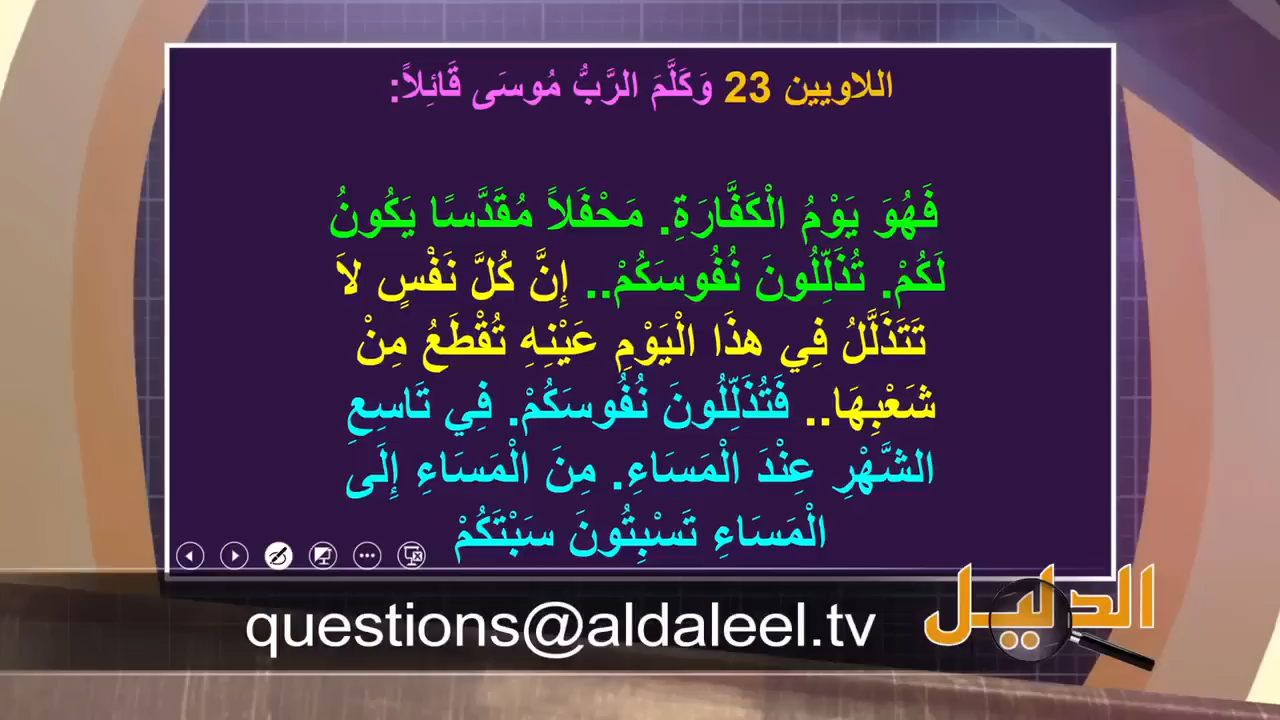 اللاويين 23 وَكَلَّمَ الرَّبُّ مُوسَى قَائِلاً:
فَهُوَ يَوْمُ الْكَفَّارَةِ. مَحْفَلاً مُقَدَّسًا يَكُونُ
لَكُمْ. تُذَلِّلُونَ نُفُوسَكُمْ.. إِنَّ كُلَّ نَفْسٍ لاَ
تَتَذَلَّلُ فِي هذَا الْيَوْمِ عَيْنِهِ تُقْطَعُ مِنْ
شَعْبِهَا.. فَتُذَلِّلُونَ نُفُوسَكُمْ. فِي تَاسِعِ
الشَّهْرِ عِنْدَ الْمَسَاءِ. مِنَ الْمَسَاءِ إِلَى
الْمَسَاءِ تَسْبِتُونَ سَبْتَكُمْ
questions@aldaleel.tv
الدليل